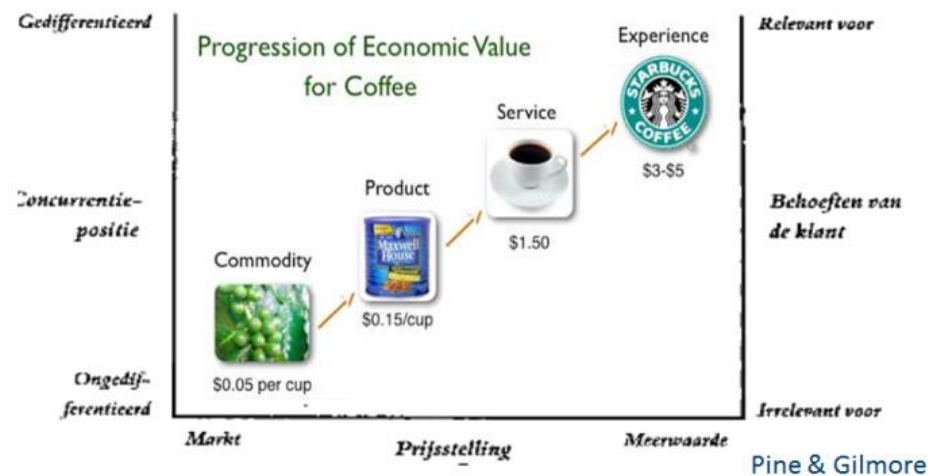 Gedifferentieerd
Relevant voor
Progression of Economic Value
for Coffee
Experience
STARBUCKS
COFFEE
$3-$5
Service
$1.50
Product
Maxwell
House
$0.15/cup
Commodity
$0.05 per cup
Concurrentie-
positie
Behoeften van
de klant
Ongedif-
ferentieerd
Irrelevant voor
Markt
Prijsstelling
Meerwaarde
Pine & Gilmore